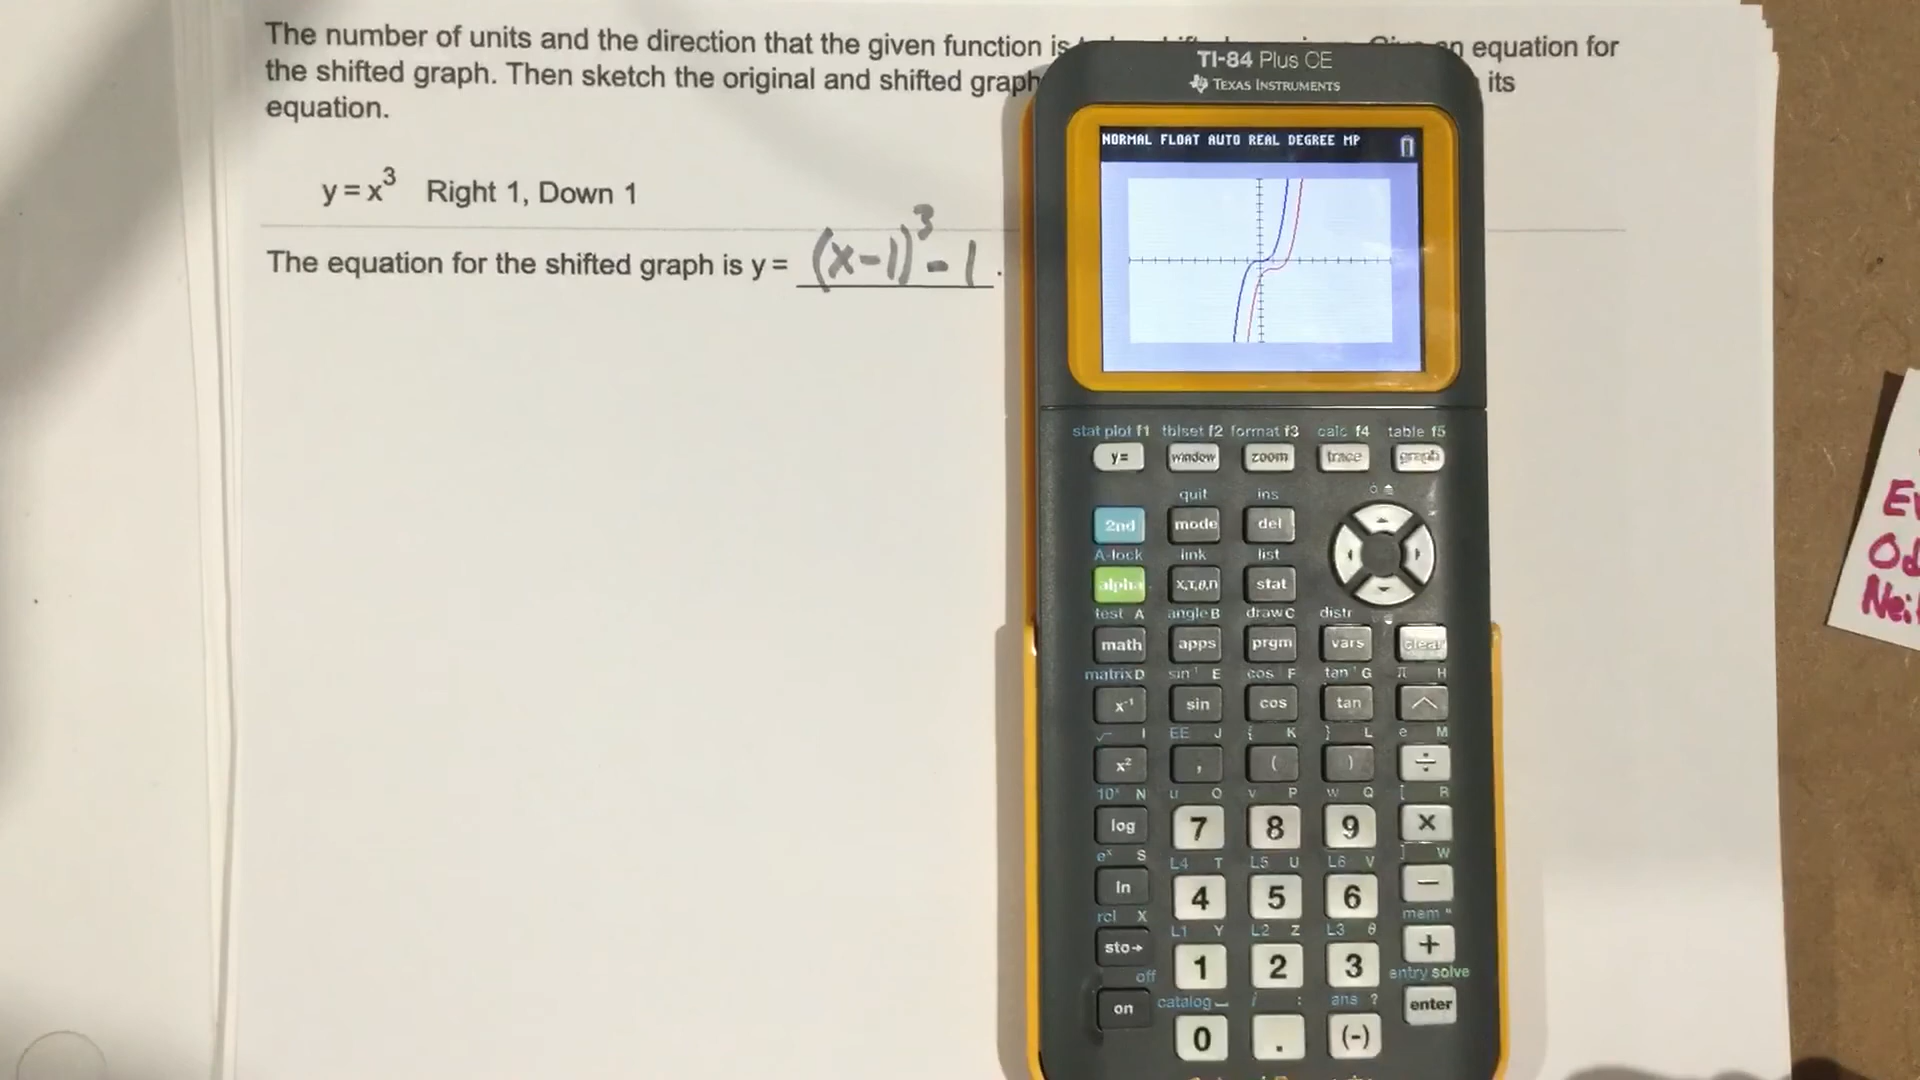 The number of units and the direction that the given function is an equation for
the shifted graph. Then sketch the original and shifted graph its
equation.
y = x³ Right 1, Down 1
The equation for the shifted graph is y = (x-1)³-1 .
TI-84 Plus CE
TEXAS INSTRUMENTS
NORMAL FLOAT AUTO REAL DEGREE MP
stat plot f1 tblset f2 format f3 calc f4 table f5
y= window zoom trace graph
quit ins
2nd mode del
A-lock link list
alpha X,T,θ,n stat
test A angle B draw C distr
math apps prgm vars clear
matrix D sin⁻¹ E cos F tan⁻¹ G π H
x⁻¹ sin cos tan ^
√ I EE J { K } L e M
x² , ( ) ÷
10ˣ N u O v P w Q [ R
log 7 8 9 ×
eˣ S L4 T L5 U L6 V ] W
ln 4 5 6 −
rcl X L1 Y L2 Z L3 θ mem "
sto→ 1 2 3 +
off catalog i : ans ? entry solve
on 0 . (-) enter
Ev
Od
Nei